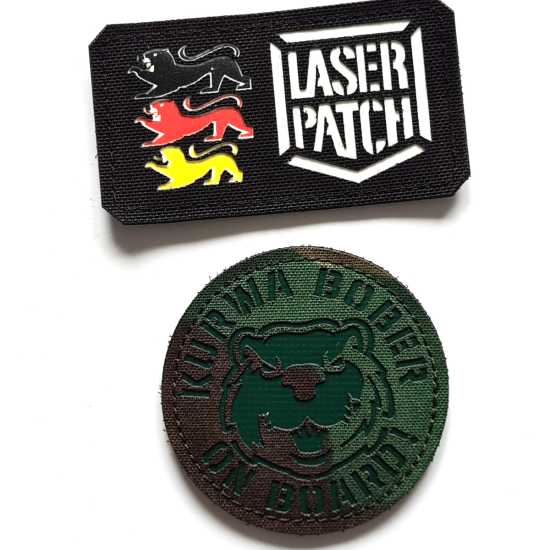 LASER
PATCH
KURWA BOBER
ON BOARD!